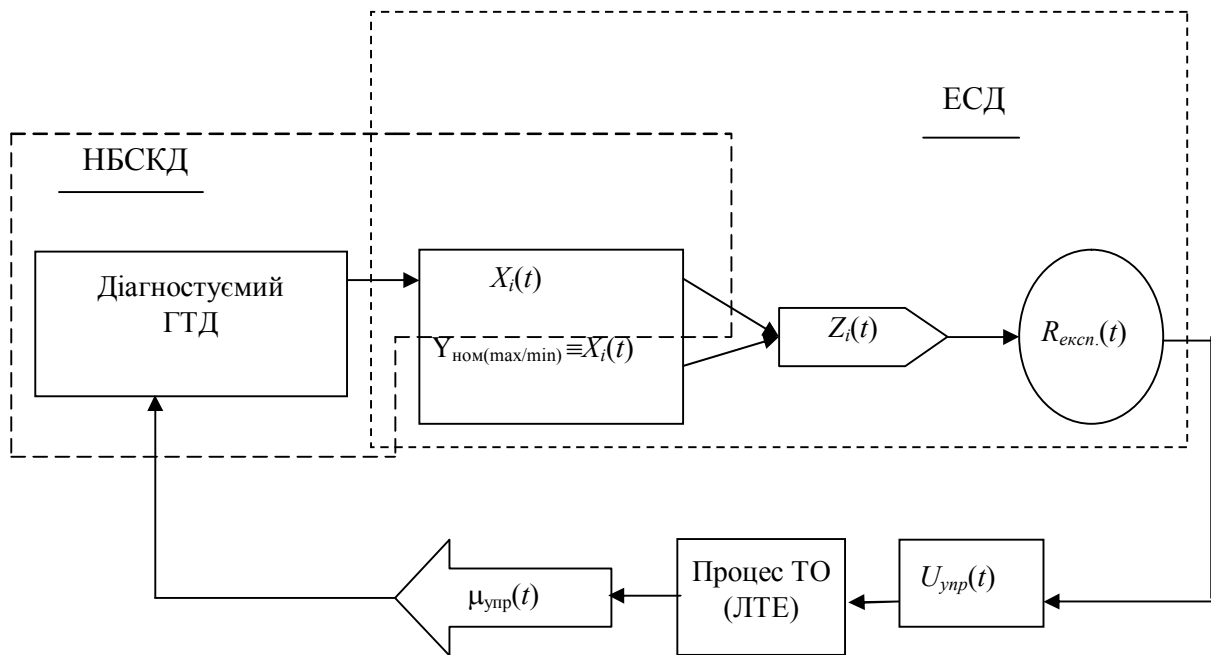 ЕСД
НБСКД
Діагностуємий
ГТД
Xi(t)
Yном(max/min) ≡Xi(t)
Zi(t)
Rексп.(t)
μупр(t)
Процес ТО
(ЛТЕ)
Uупр(t)